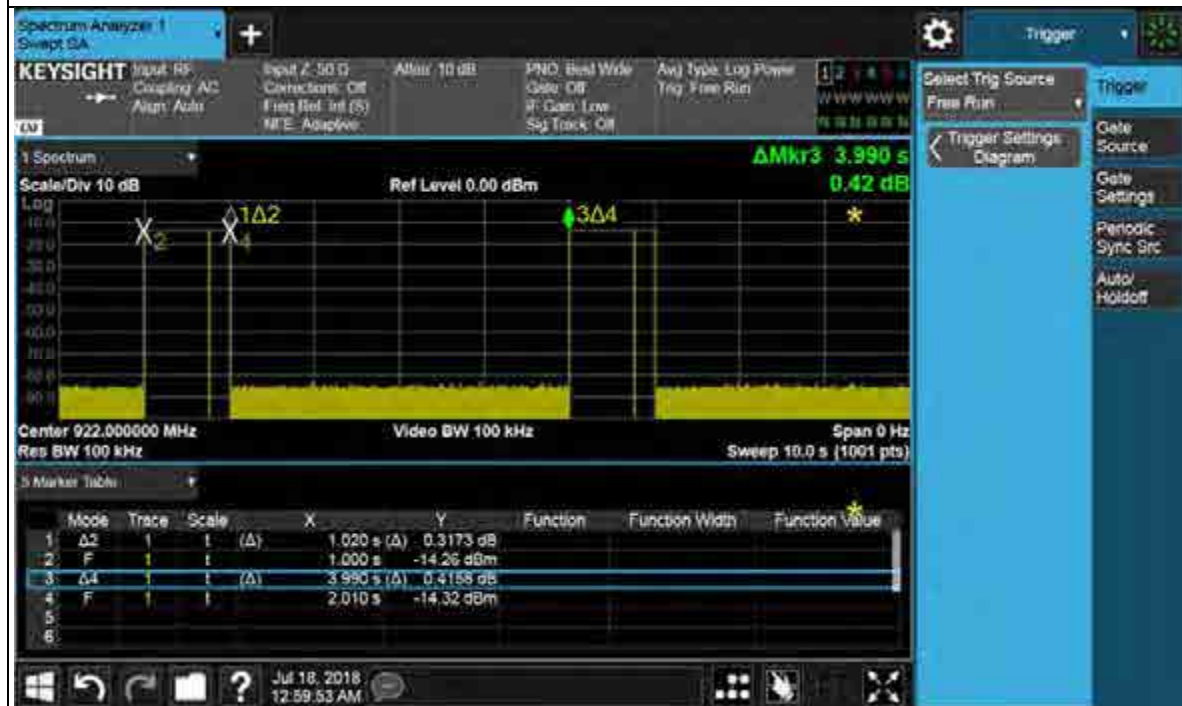 Spectrum Analyzer 1
Swept SA
+
Trigger
KEYSIGHT
Input: RF
Coupling: AC
Align: Auto
Input Z: 50 Ω
Corrections: Off
Freq Ref: Int (S)
NFE: Adaptive
Atten: 10 dB
PNO: Best Wide
Gate: Off
IF Gain: Low
Sig Track: Off
Avg Type: Log Power
Trig: Free Run
Select Trig Source
Free Run
Trigger Settings
Diagram
Trigger
Gate
Source
Gate
Settings
Periodic
Sync Src
Auto/
Holdoff
1 Spectrum
Scale/Div 10 dB
Ref Level 0.00 dBm
ΔMkr3 3.990 s
0.42 dB
Log
1Δ2
3Δ4
2
4
Center 922.000000 MHz
Video BW 100 kHz
Span 0 Hz
Res BW 100 kHz
Sweep 10.0 s (1001 pts)
5 Marker Table
Mode Trace Scale X Y Function Function Width Function Value
1 Δ2 1 t (Δ) 1.020 s (Δ) 0.3173 dB
2 F 1 t 1.000 s -14.26 dBm
3 Δ4 1 t (Δ) 3.990 s (Δ) 0.4158 dB
4 F 1 t 2.010 s -14.32 dBm
5
6
?
Jul 18, 2018
12:59:53 AM